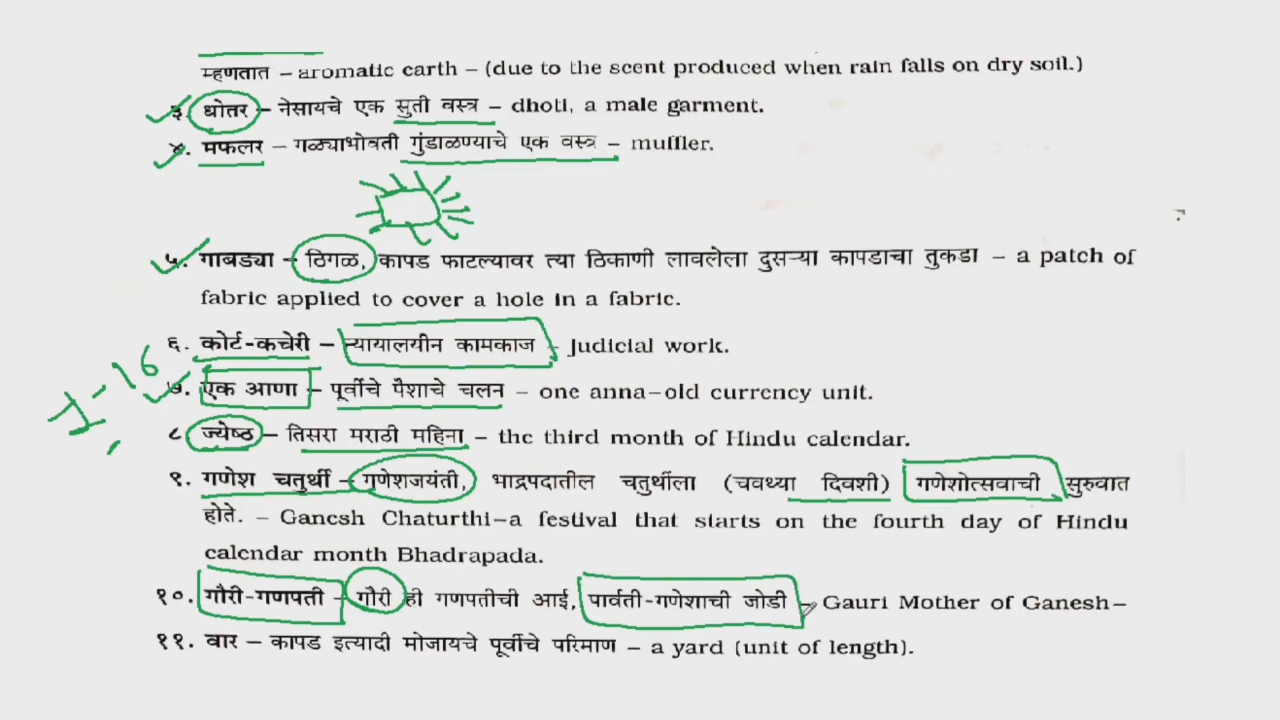 म्हणतात – aromatic carth – (due to the scent produced when rain falls on dry soil.)
३. धोतर – नेसायचे एक सुती वस्त्र – dhoti, a male garment.
४. मफलर – गळ्याभोवती गुंडाळण्याचे एक वस्त्र – muffler.
५. गाबड्या – ठिगळ, कापड फाटल्यावर त्या ठिकाणी लावलेला दुसऱ्या कापडाचा तुकडा – a patch of
fabric applied to cover a hole in a fabric.
६. कोर्ट-कचेरी – न्यायालयीन कामकाज – Judicial work.
I-16
७. एक आणा – पूर्वीचे पैशाचे चलन – one anna–old currency unit.
८ ज्येष्ठ – तिसरा मराठी महिना – the third month of Hindu calendar.
९. गणेश चतुर्थी – गणेशजयंती, भाद्रपदातील चतुर्थीला (चवथ्या दिवशी) गणेशोत्सवाची सुरुवात
होते. – Ganesh Chaturthi–a festival that starts on the fourth day of Hindu
calendar month Bhadrapada.
१०. गौरी-गणपती – गौरी ही गणपतीची आई, पार्वती-गणेशाची जोडी – Gauri Mother of Ganesh–
११. वार – कापड इत्यादी मोजायचे पूर्वीचे परिमाण – a yard (unit of length).